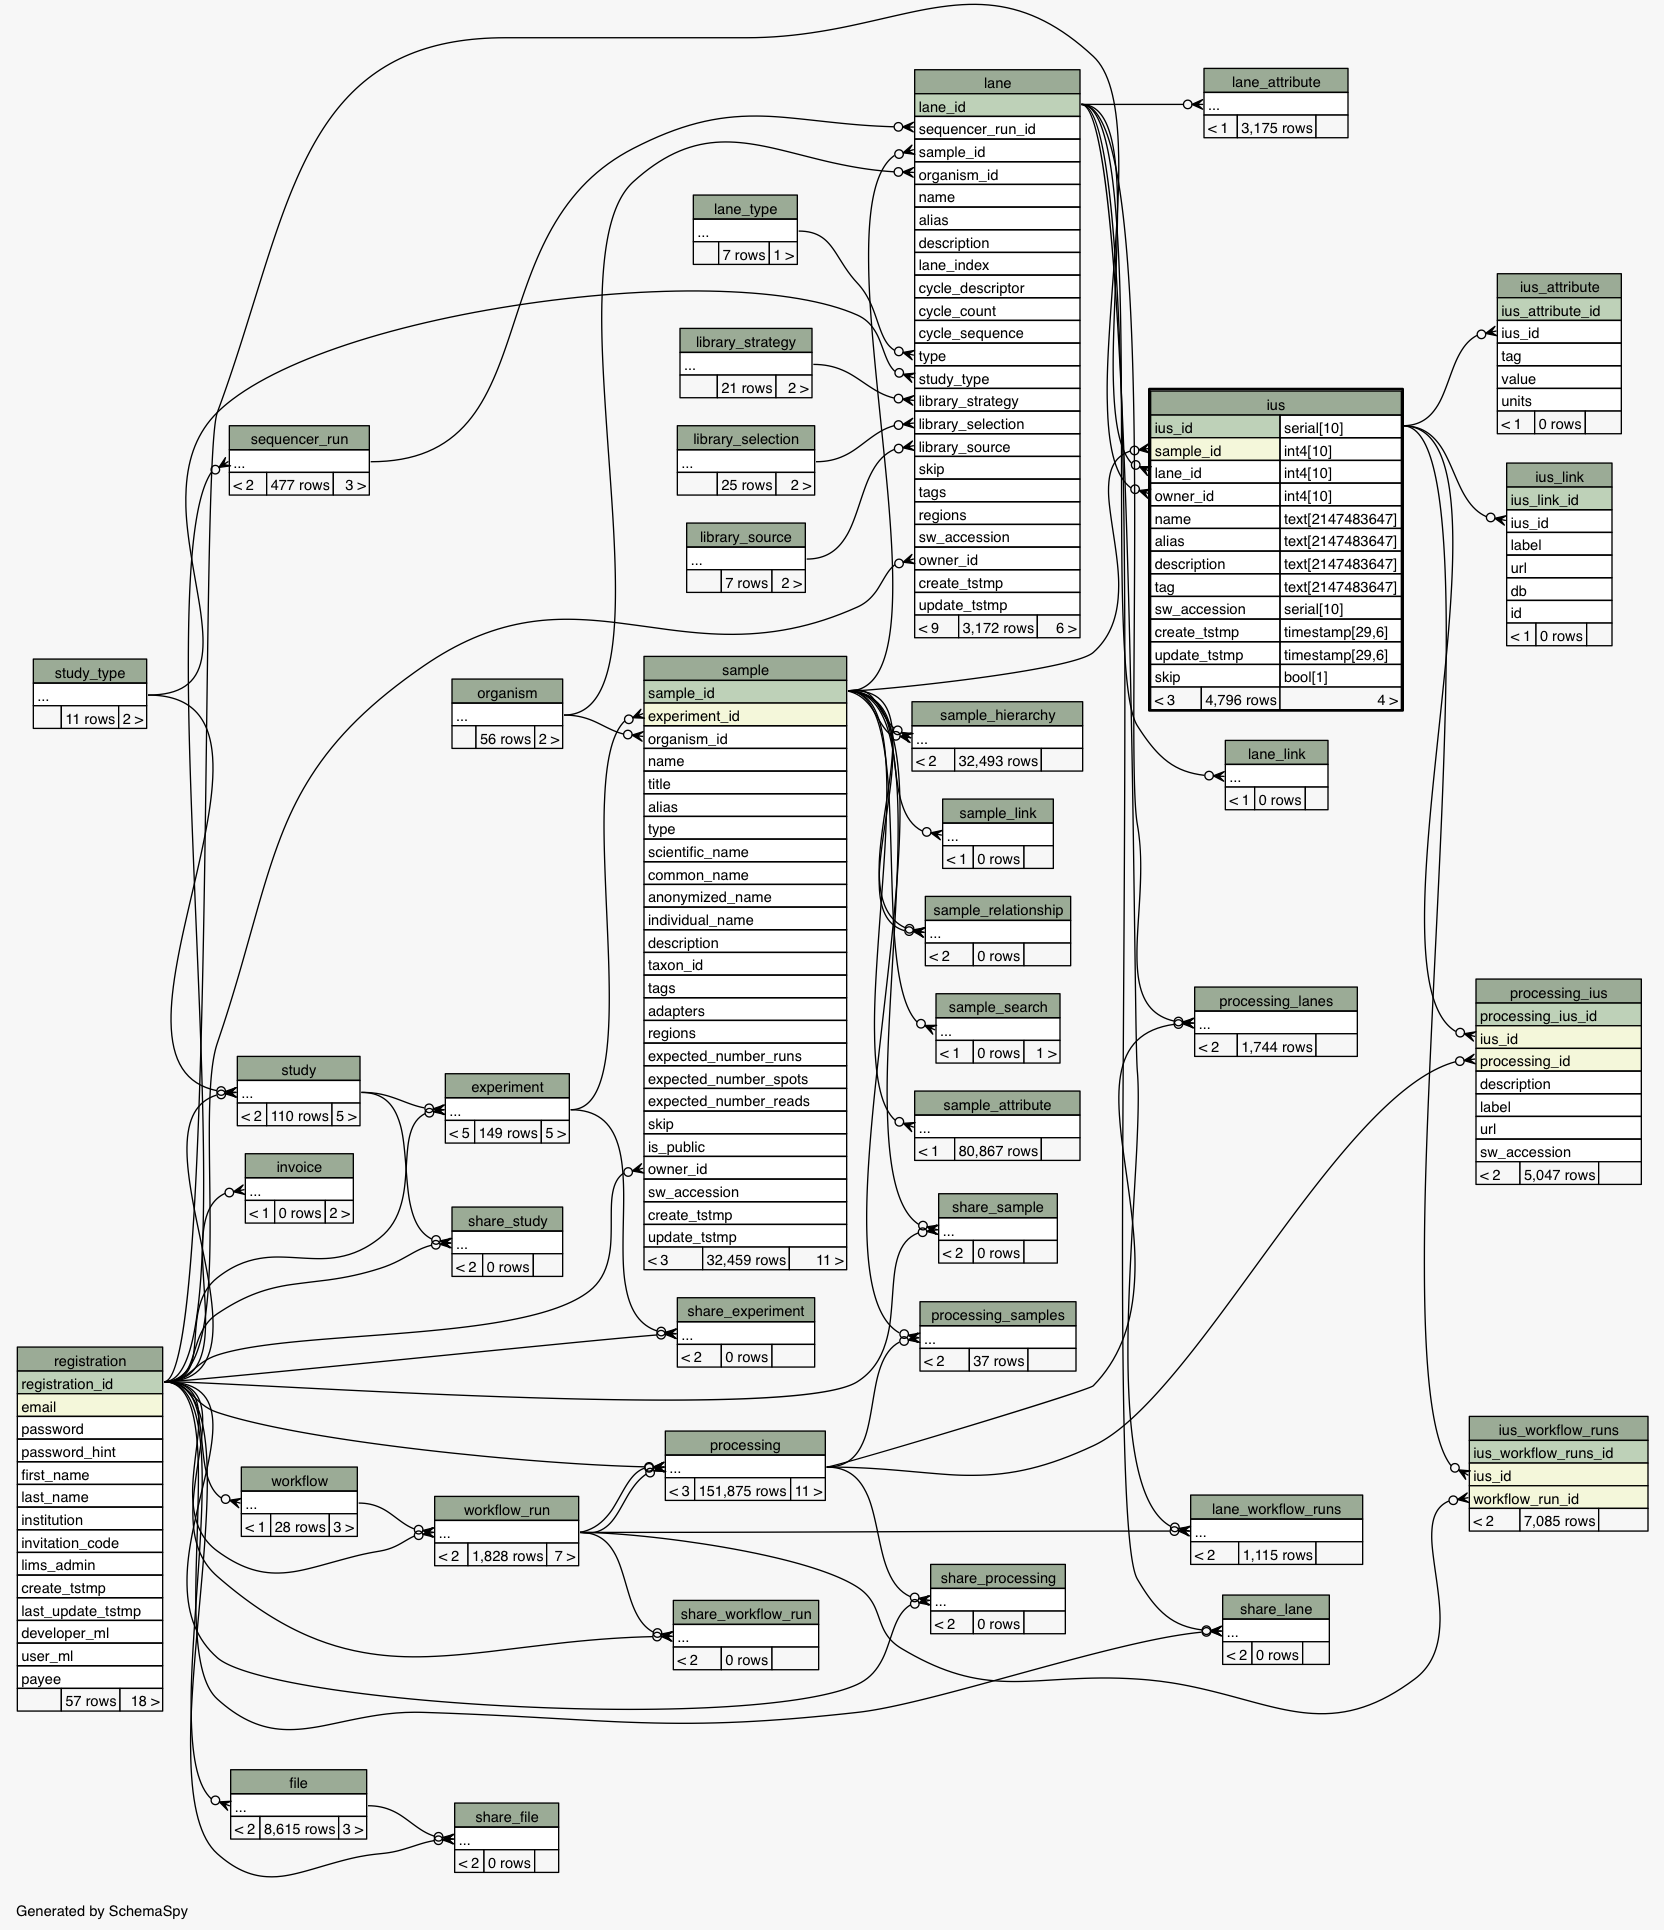 lane
lane_id
sequencer_run_id
sample_id
organism_id
name
alias
description
lane_index
cycle_descriptor
cycle_count
cycle_sequence
type
study_type
library_strategy
library_selection
library_source
skip
tags
regions
sw_accession
owner_id
create_tstmp
update_tstmp
< 9 3,172 rows 6 >
lane_attribute
...
< 1 3,175 rows
lane_type
...
7 rows 1 >
library_strategy
...
21 rows 2 >
library_selection
...
25 rows 2 >
library_source
...
7 rows 2 >
sequencer_run
...
< 2 477 rows 3 >
ius_attribute
ius_attribute_id
ius_id
tag
value
units
< 1 0 rows
ius
ius_id serial[10]
sample_id int4[10]
lane_id int4[10]
owner_id int4[10]
name text[2147483647]
alias text[2147483647]
description text[2147483647]
tag text[2147483647]
sw_accession serial[10]
create_tstmp timestamp[29,6]
update_tstmp timestamp[29,6]
skip bool[1]
< 3 4,796 rows 4 >
ius_link
ius_link_id
ius_id
label
url
db
id
< 1 0 rows
study_type
...
11 rows 2 >
organism
...
56 rows 2 >
sample
sample_id
experiment_id
organism_id
name
title
alias
type
scientific_name
common_name
anonymized_name
individual_name
description
taxon_id
tags
adapters
regions
expected_number_runs
expected_number_spots
expected_number_reads
skip
is_public
owner_id
sw_accession
create_tstmp
update_tstmp
< 3 32,459 rows 11 >
sample_hierarchy
...
< 2 32,493 rows
lane_link
...
< 1 0 rows
sample_link
...
< 1 0 rows
sample_relationship
...
< 2 0 rows
sample_search
...
< 1 0 rows 1 >
processing_lanes
...
< 2 1,744 rows
processing_ius
processing_ius_id
ius_id
processing_id
description
label
url
sw_accession
< 2 5,047 rows
study
...
< 2 110 rows 5 >
experiment
...
< 5 149 rows 5 >
sample_attribute
...
< 1 80,867 rows
invoice
...
< 1 0 rows 2 >
share_study
...
< 2 0 rows
share_sample
...
< 2 0 rows
share_experiment
...
< 2 0 rows
processing_samples
...
< 2 37 rows
registration
registration_id
email
password
password_hint
first_name
last_name
institution
invitation_code
lims_admin
create_tstmp
last_update_tstmp
developer_ml
user_ml
payee
57 rows 18 >
processing
...
< 3 151,875 rows 11 >
workflow
...
< 1 28 rows 3 >
workflow_run
...
< 2 1,828 rows 7 >
lane_workflow_runs
...
< 2 1,115 rows
ius_workflow_runs
ius_workflow_runs_id
ius_id
workflow_run_id
< 2 7,085 rows
share_processing
...
< 2 0 rows
share_workflow_run
...
< 2 0 rows
share_lane
...
< 2 0 rows
file
...
< 2 8,615 rows 3 >
share_file
...
< 2 0 rows
Generated by SchemaSpy